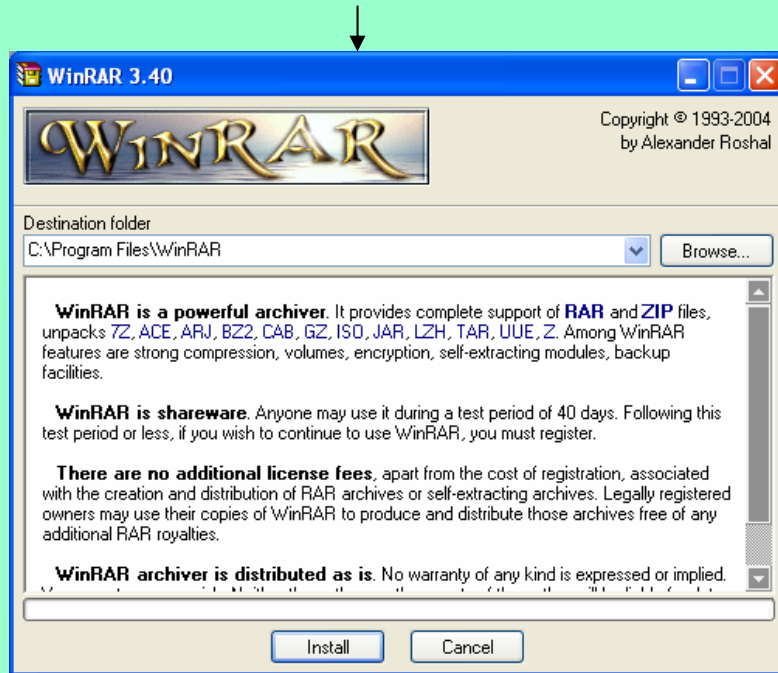 WinRAR 3.40
WINRAR
Copyright © 1993-2004
by Alexander Roshal
Destination folder
C:\Program Files\WinRAR
Browse...
WinRAR is a powerful archiver. It provides complete support of RAR and ZIP files,
unpacks 7Z, ACE, ARJ, BZ2, CAB, GZ, ISO, JAR, LZH, TAR, UUE, Z. Among WinRAR
features are strong compression, volumes, encryption, self-extracting modules, backup
facilities.
WinRAR is shareware. Anyone may use it during a test period of 40 days. Following this
test period or less, if you wish to continue to use WinRAR, you must register.
There are no additional license fees, apart from the cost of registration, associated
with the creation and distribution of RAR archives or self-extracting archives. Legally registered
owners may use their copies of WinRAR to produce and distribute those archives free of any
additional RAR royalties.
WinRAR archiver is distributed as is. No warranty of any kind is expressed or implied.
Install
Cancel